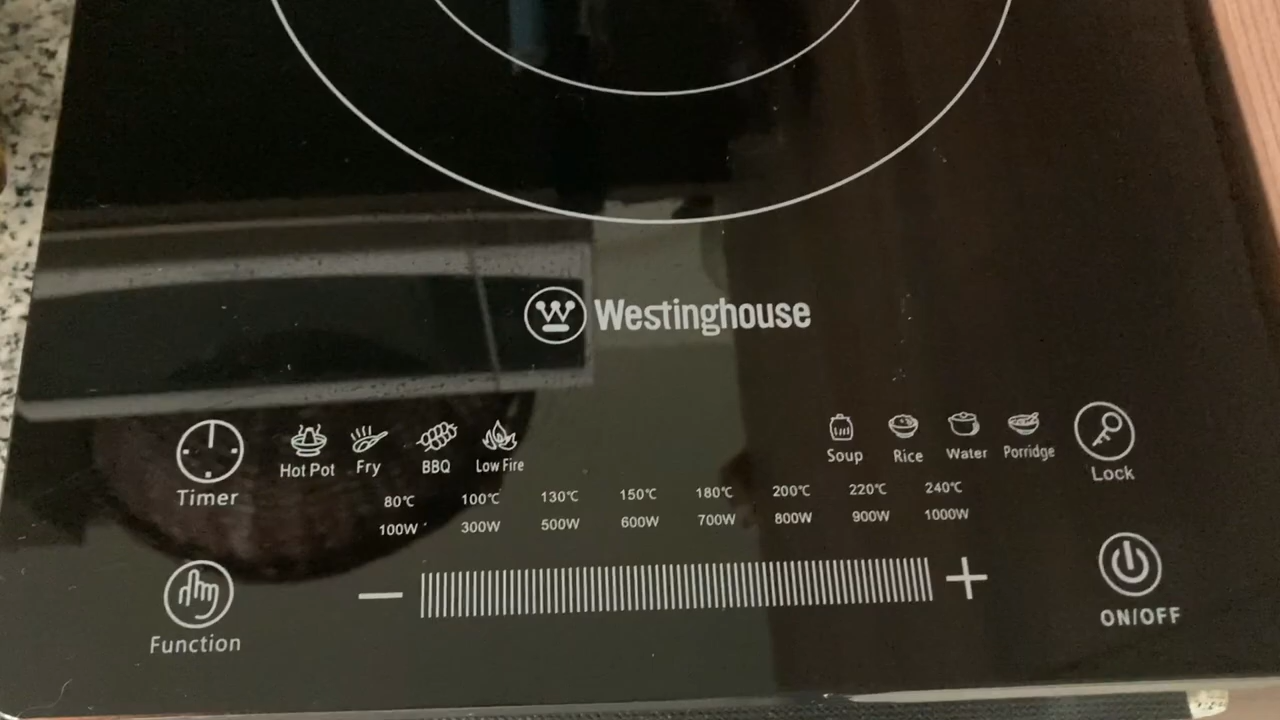 Westinghouse
Timer
Hot Pot
Fry
BBQ
Low Fire
Soup
Rice
Water
Porridge
Lock
80℃ 100℃ 130℃ 150℃ 180℃ 200℃ 220℃ 240℃
100W 300W 500W 600W 700W 800W 900W 1000W
Function
ON/OFF